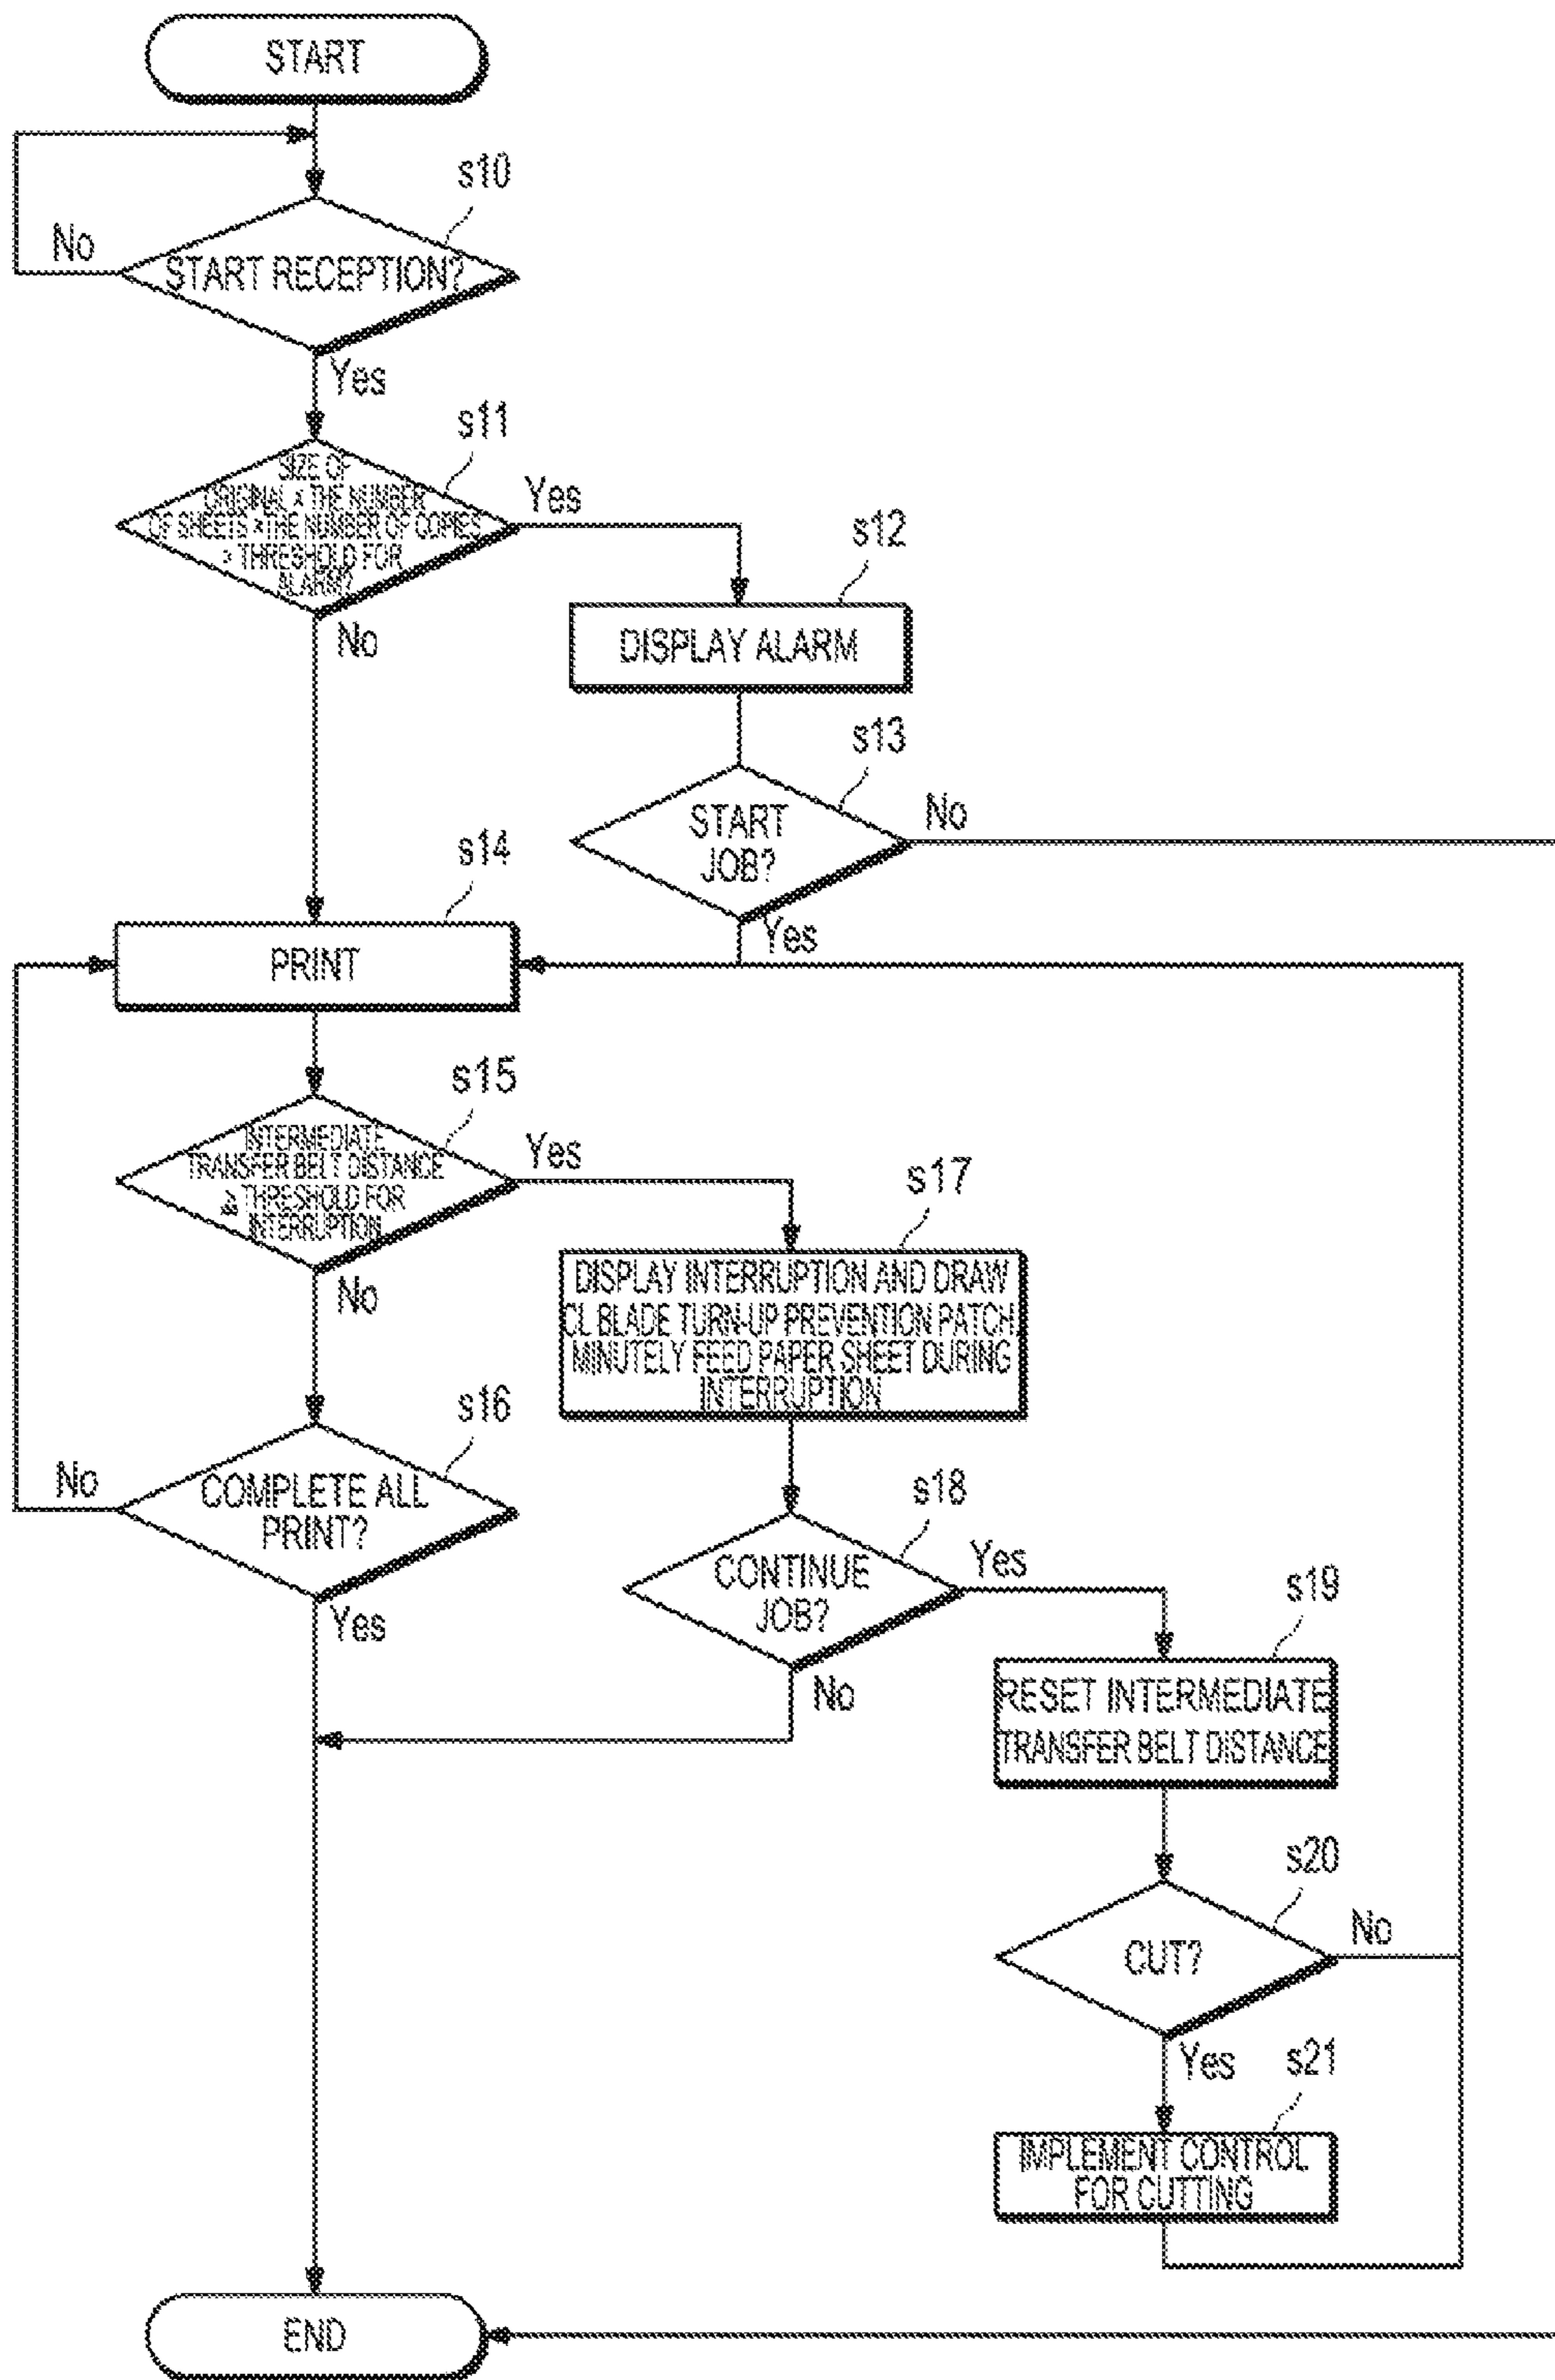 START
s10
No
START RECEPTION?
Yes
s11
SIZE OF
ORIGINAL × THE NUMBER
OF SHEETS ×THE NUMBER OF COPIES
THRESHOLD FOR
ALARM?
Yes
No
s12
DISPLAY ALARM
s13
START
JOB?
No
Yes
s14
PRINT
s15
INTERMEDIATE
TRANSFER BELT DISTANCE
≧ THRESHOLD FOR
INTERRUPTION
Yes
No
s17
DISPLAY INTERRUPTION AND DRAW
CL BLADE TURN-UP PREVENTION PATCH,
MINUTELY FEED PAPER SHEET DURING
INTERRUPTION
s16
No
COMPLETE ALL
PRINT?
Yes
s18
CONTINUE
JOB?
Yes
No
s19
RESET INTERMEDIATE
TRANSFER BELT DISTANCE
s20
CUT?
No
Yes
s21
IMPLEMENT CONTROL
FOR CUTTING
END